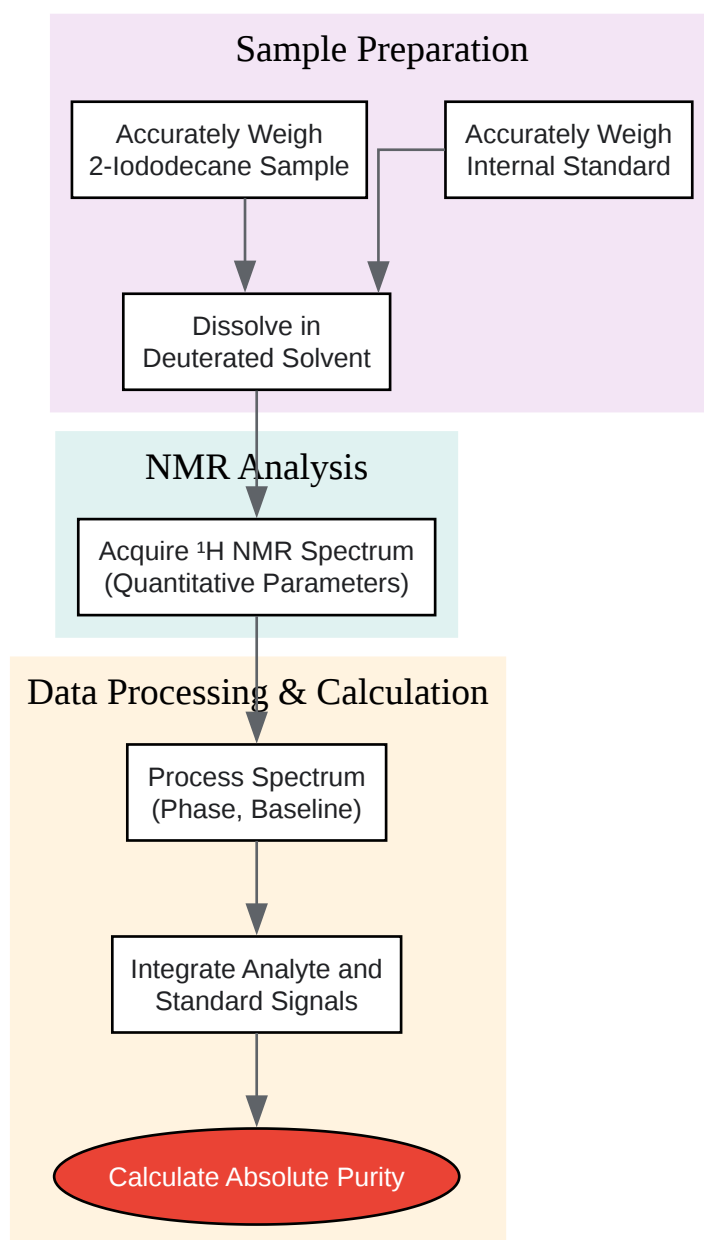 Sample Preparation
Accurately Weigh
2-Iododecane Sample
Accurately Weigh
Internal Standard
Dissolve in
Deuterated Solvent
NMR Analysis
Acquire ¹H NMR Spectrum
(Quantitative Parameters)
Data Processing & Calculation
Process Spectrum
(Phase, Baseline)
Integrate Analyte and
Standard Signals
Calculate Absolute Purity